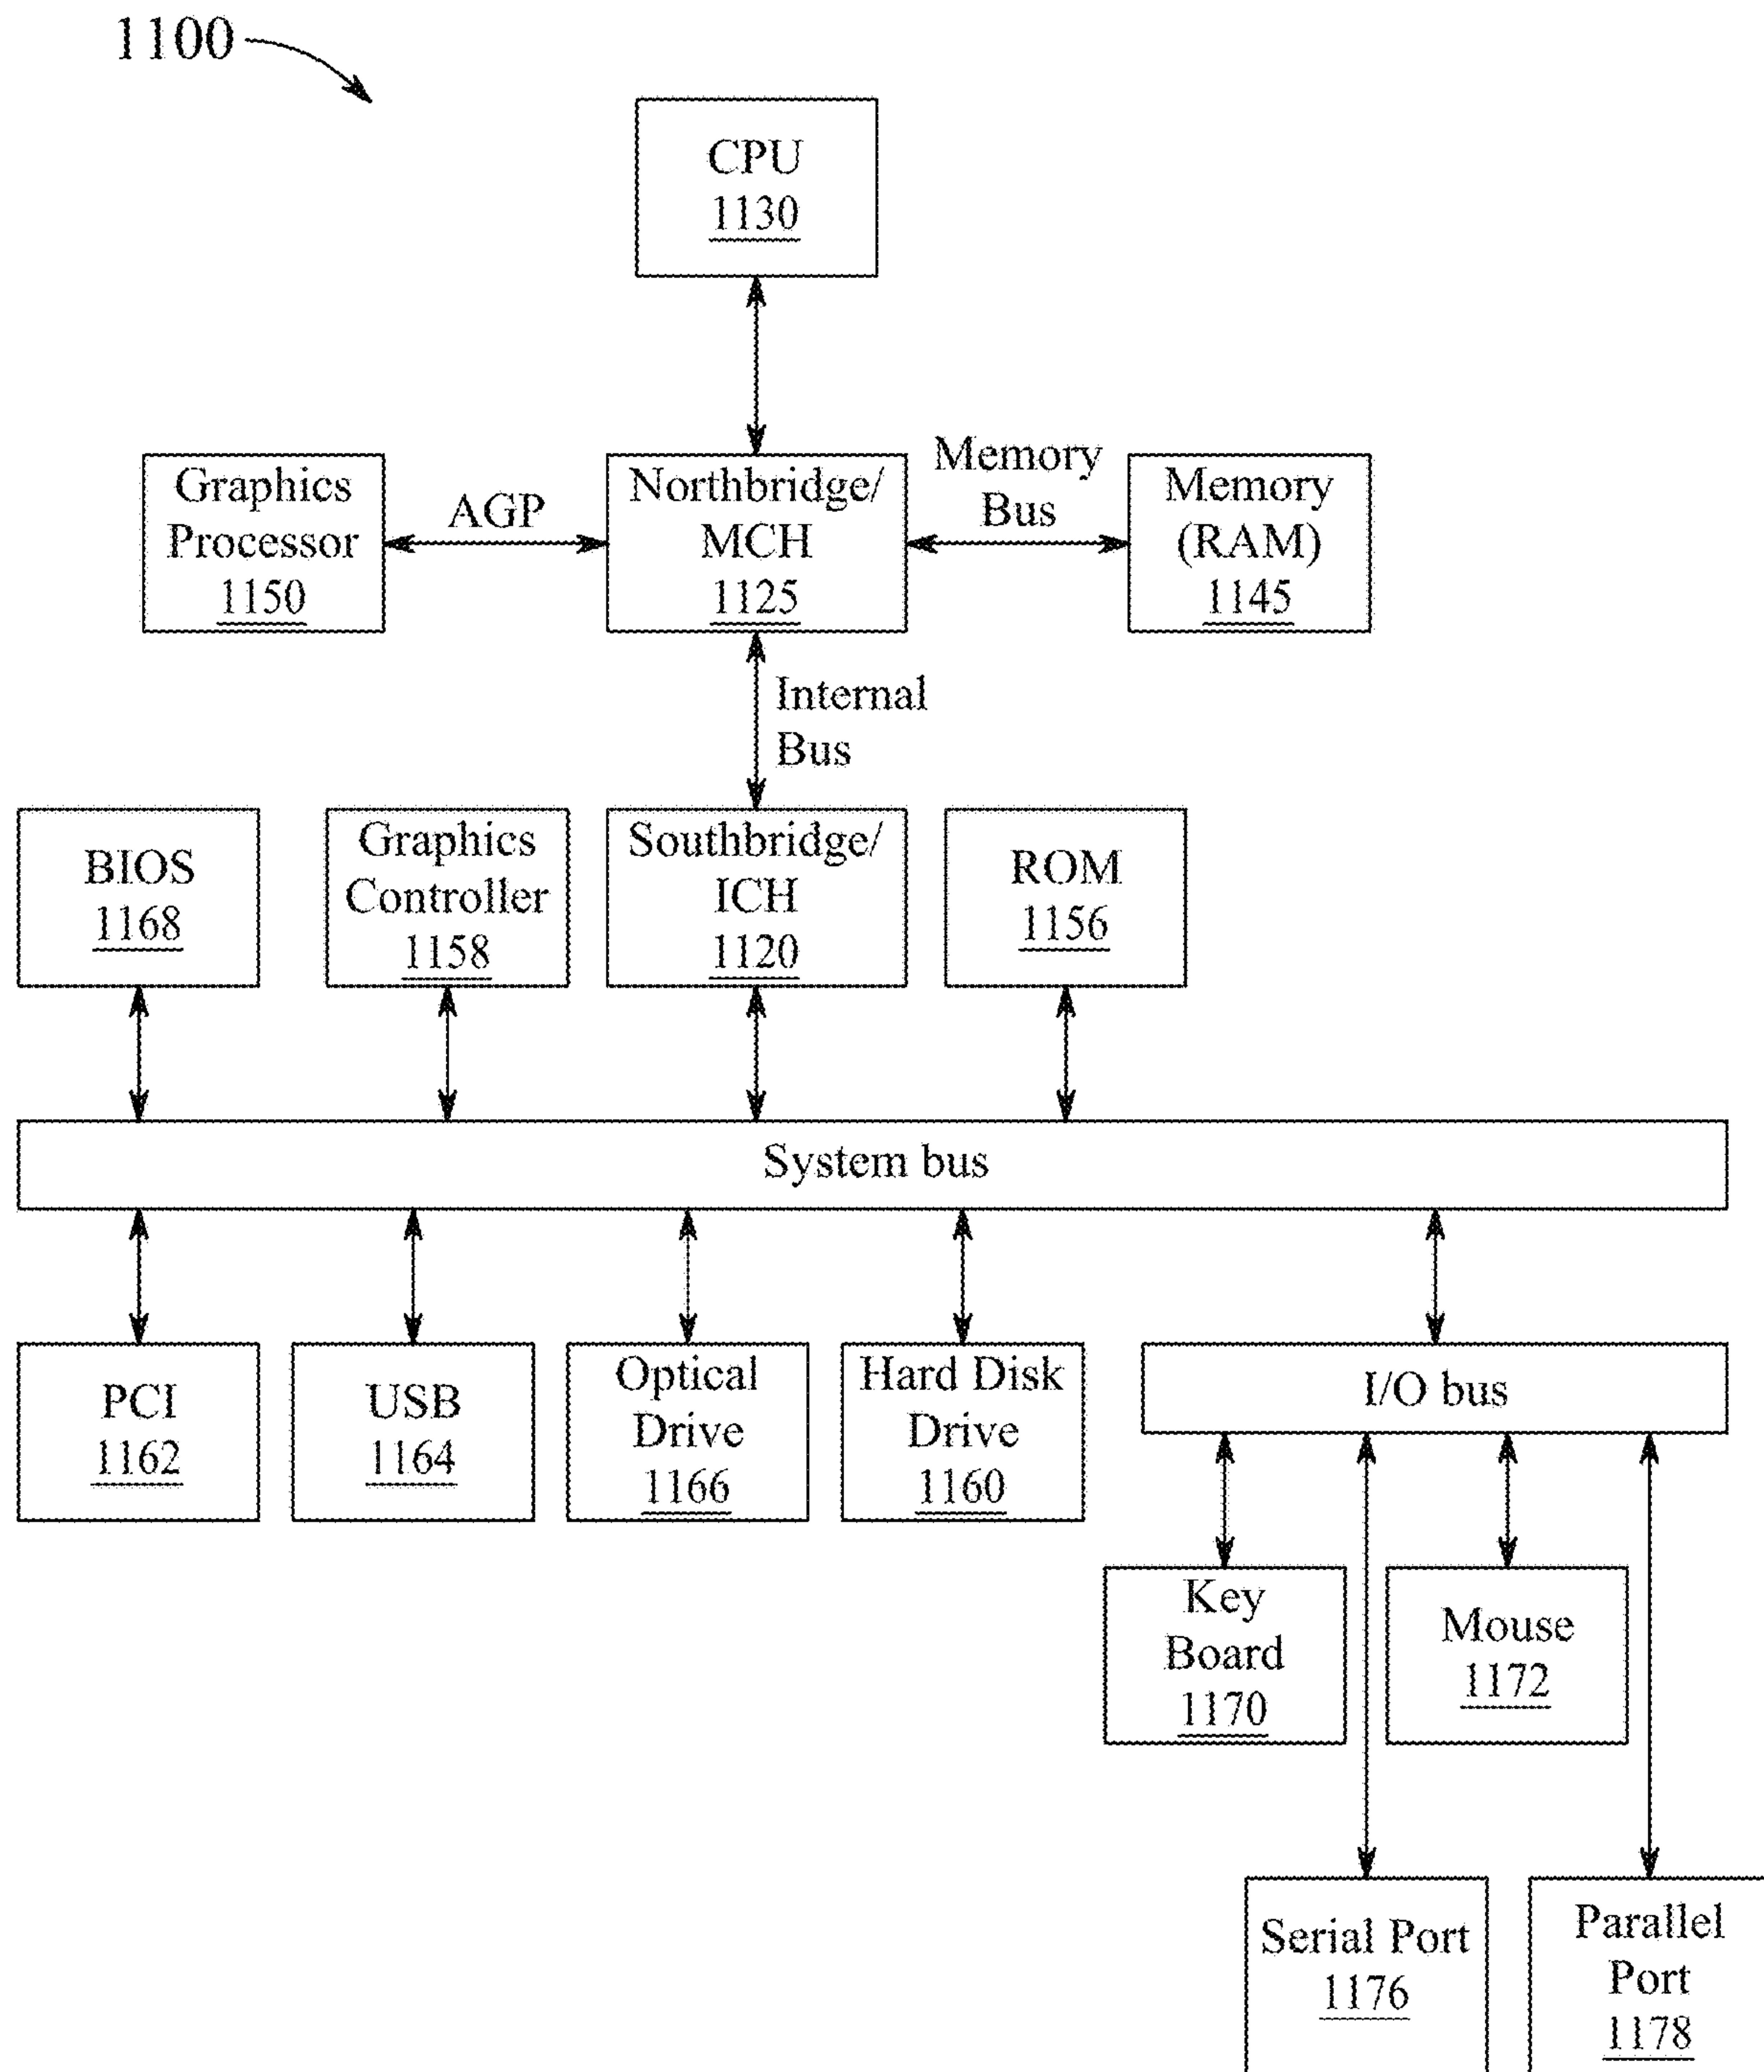 1100
CPU
1130
Graphics
Processor
1150
AGP
Northbridge/
MCH
1125
Memory
Bus
Memory
(RAM)
1145
Internal
Bus
BIOS
1168
Graphics
Controller
1158
Southbridge/
ICH
1120
ROM
1156
System bus
PCI
1162
USB
1164
Optical
Drive
1166
Hard Disk
Drive
1160
I/O bus
Key
Board
1170
Mouse
1172
Serial Port
1176
Parallel
Port
1178